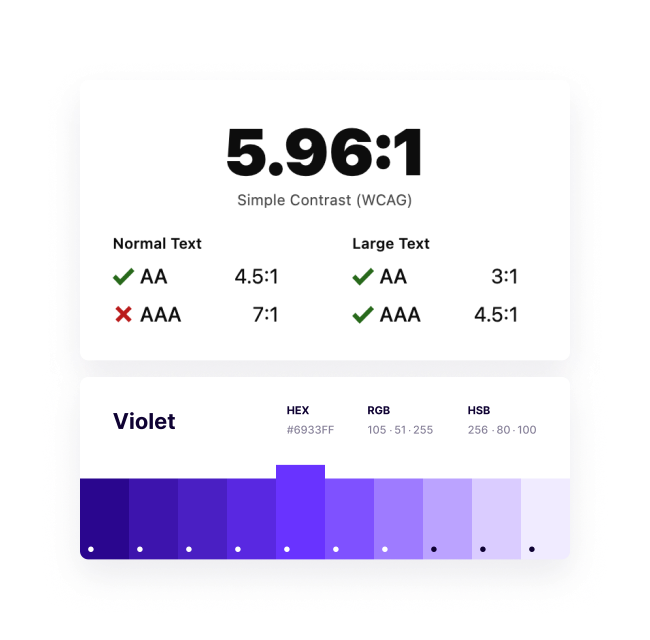 5.96:1
Simple Contrast (WCAG)
Normal Text
AA 4.5:1
AAA 7:1
Large Text
AA 3:1
AAA 4.5:1
Violet
HEX
#6933FF
RGB
105 · 51 · 255
HSB
256 · 80 · 100